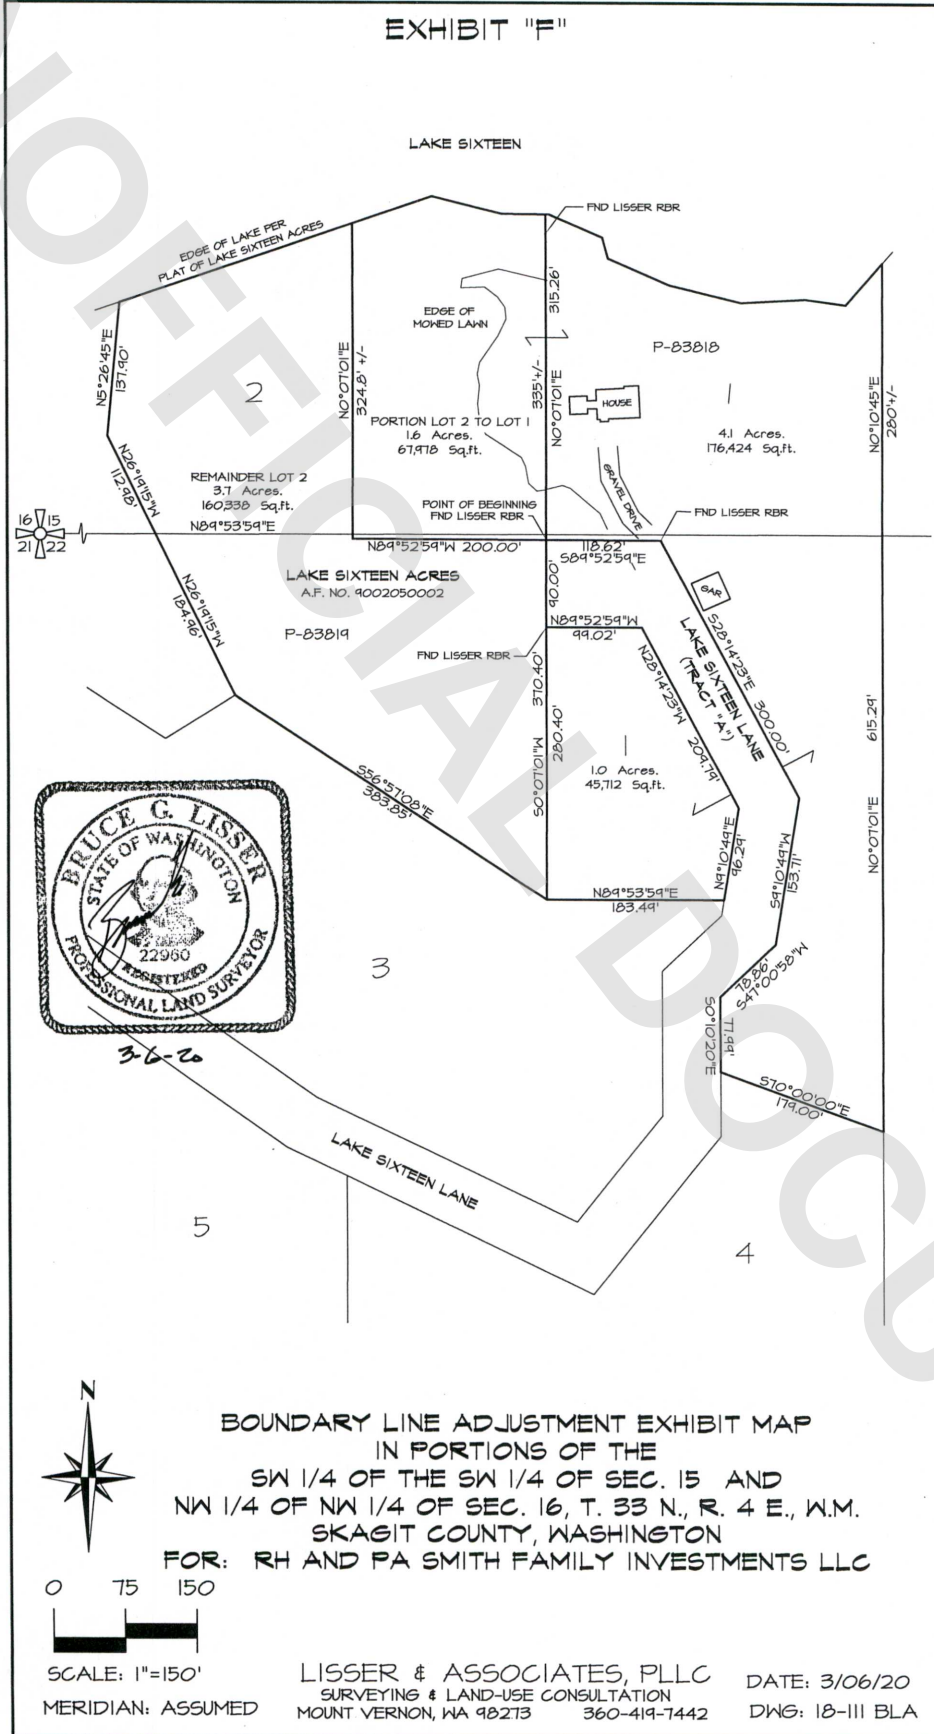 EXHIBIT "F"
LAKE SIXTEEN
FND LISSER RBR
EDGE OF LAKE PER
PLAT OF LAKE SIXTEEN ACRES
315.26'
EDGE OF
MOWED LAWN
P-83818
N5°26'45"E
137.90'
2
N0°07'01"E
324.8' +/-
335'+/-
N0°07'01"E
HOUSE
1
N0°10'45"E
280'+/-
PORTION LOT 2 TO LOT 1
1.6 Acres.
67,978 Sq.ft.
4.1 Acres.
176,424 Sq.ft.
N26°19'15"W
112.98'
REMAINDER LOT 2
3.7 Acres.
160,338 Sq.ft.
GRAVEL DRIVE
POINT OF BEGINNING
FND LISSER RBR
FND LISSER RBR
16 15
21 22
N89°53'59"E
N89°52'59"W 200.00'
118.62'
S89°52'59"E
LAKE SIXTEEN ACRES
A.F. NO. 9002050002
90.00'
GAR
N26°19'15"W
184.96'
P-83819
N89°52'59"W
99.02'
FND LISSER RBR
S28°14'23"E 300.00'
LAKE SIXTEEN LANE
(TRACT "A")
N28°14'23"W 209.79'
S0°07'01"W 370.40'
280.40'
615.29'
N0°07'01"E
1
1.0 Acres.
45,712 Sq.ft.
S56°57'08"E
383.85'
N9°10'49"E
96.29'
S9°10'49"W
153.71'
N89°53'59"E
183.49'
BRUCE G. LISSER
STATE OF WASHINGTON
22960
REGISTERED
PROFESSIONAL LAND SURVEYOR
3-6-20
3
78.86'
S47°00'58"W
S0°10'20"E
77.99'
S70°00'00"E
179.00'
LAKE SIXTEEN LANE
5
4
N
BOUNDARY LINE ADJUSTMENT EXHIBIT MAP
IN PORTIONS OF THE
SW 1/4 OF THE SW 1/4 OF SEC. 15 AND
NW 1/4 OF NW 1/4 OF SEC. 16, T. 33 N., R. 4 E., W.M.
SKAGIT COUNTY, WASHINGTON
FOR: RH AND PA SMITH FAMILY INVESTMENTS LLC
0 75 150
SCALE: 1"=150'
MERIDIAN: ASSUMED
LISSER & ASSOCIATES, PLLC
SURVEYING & LAND-USE CONSULTATION
MOUNT VERNON, WA 98273 360-419-7442
DATE: 3/06/20
DWG: 18-111 BLA